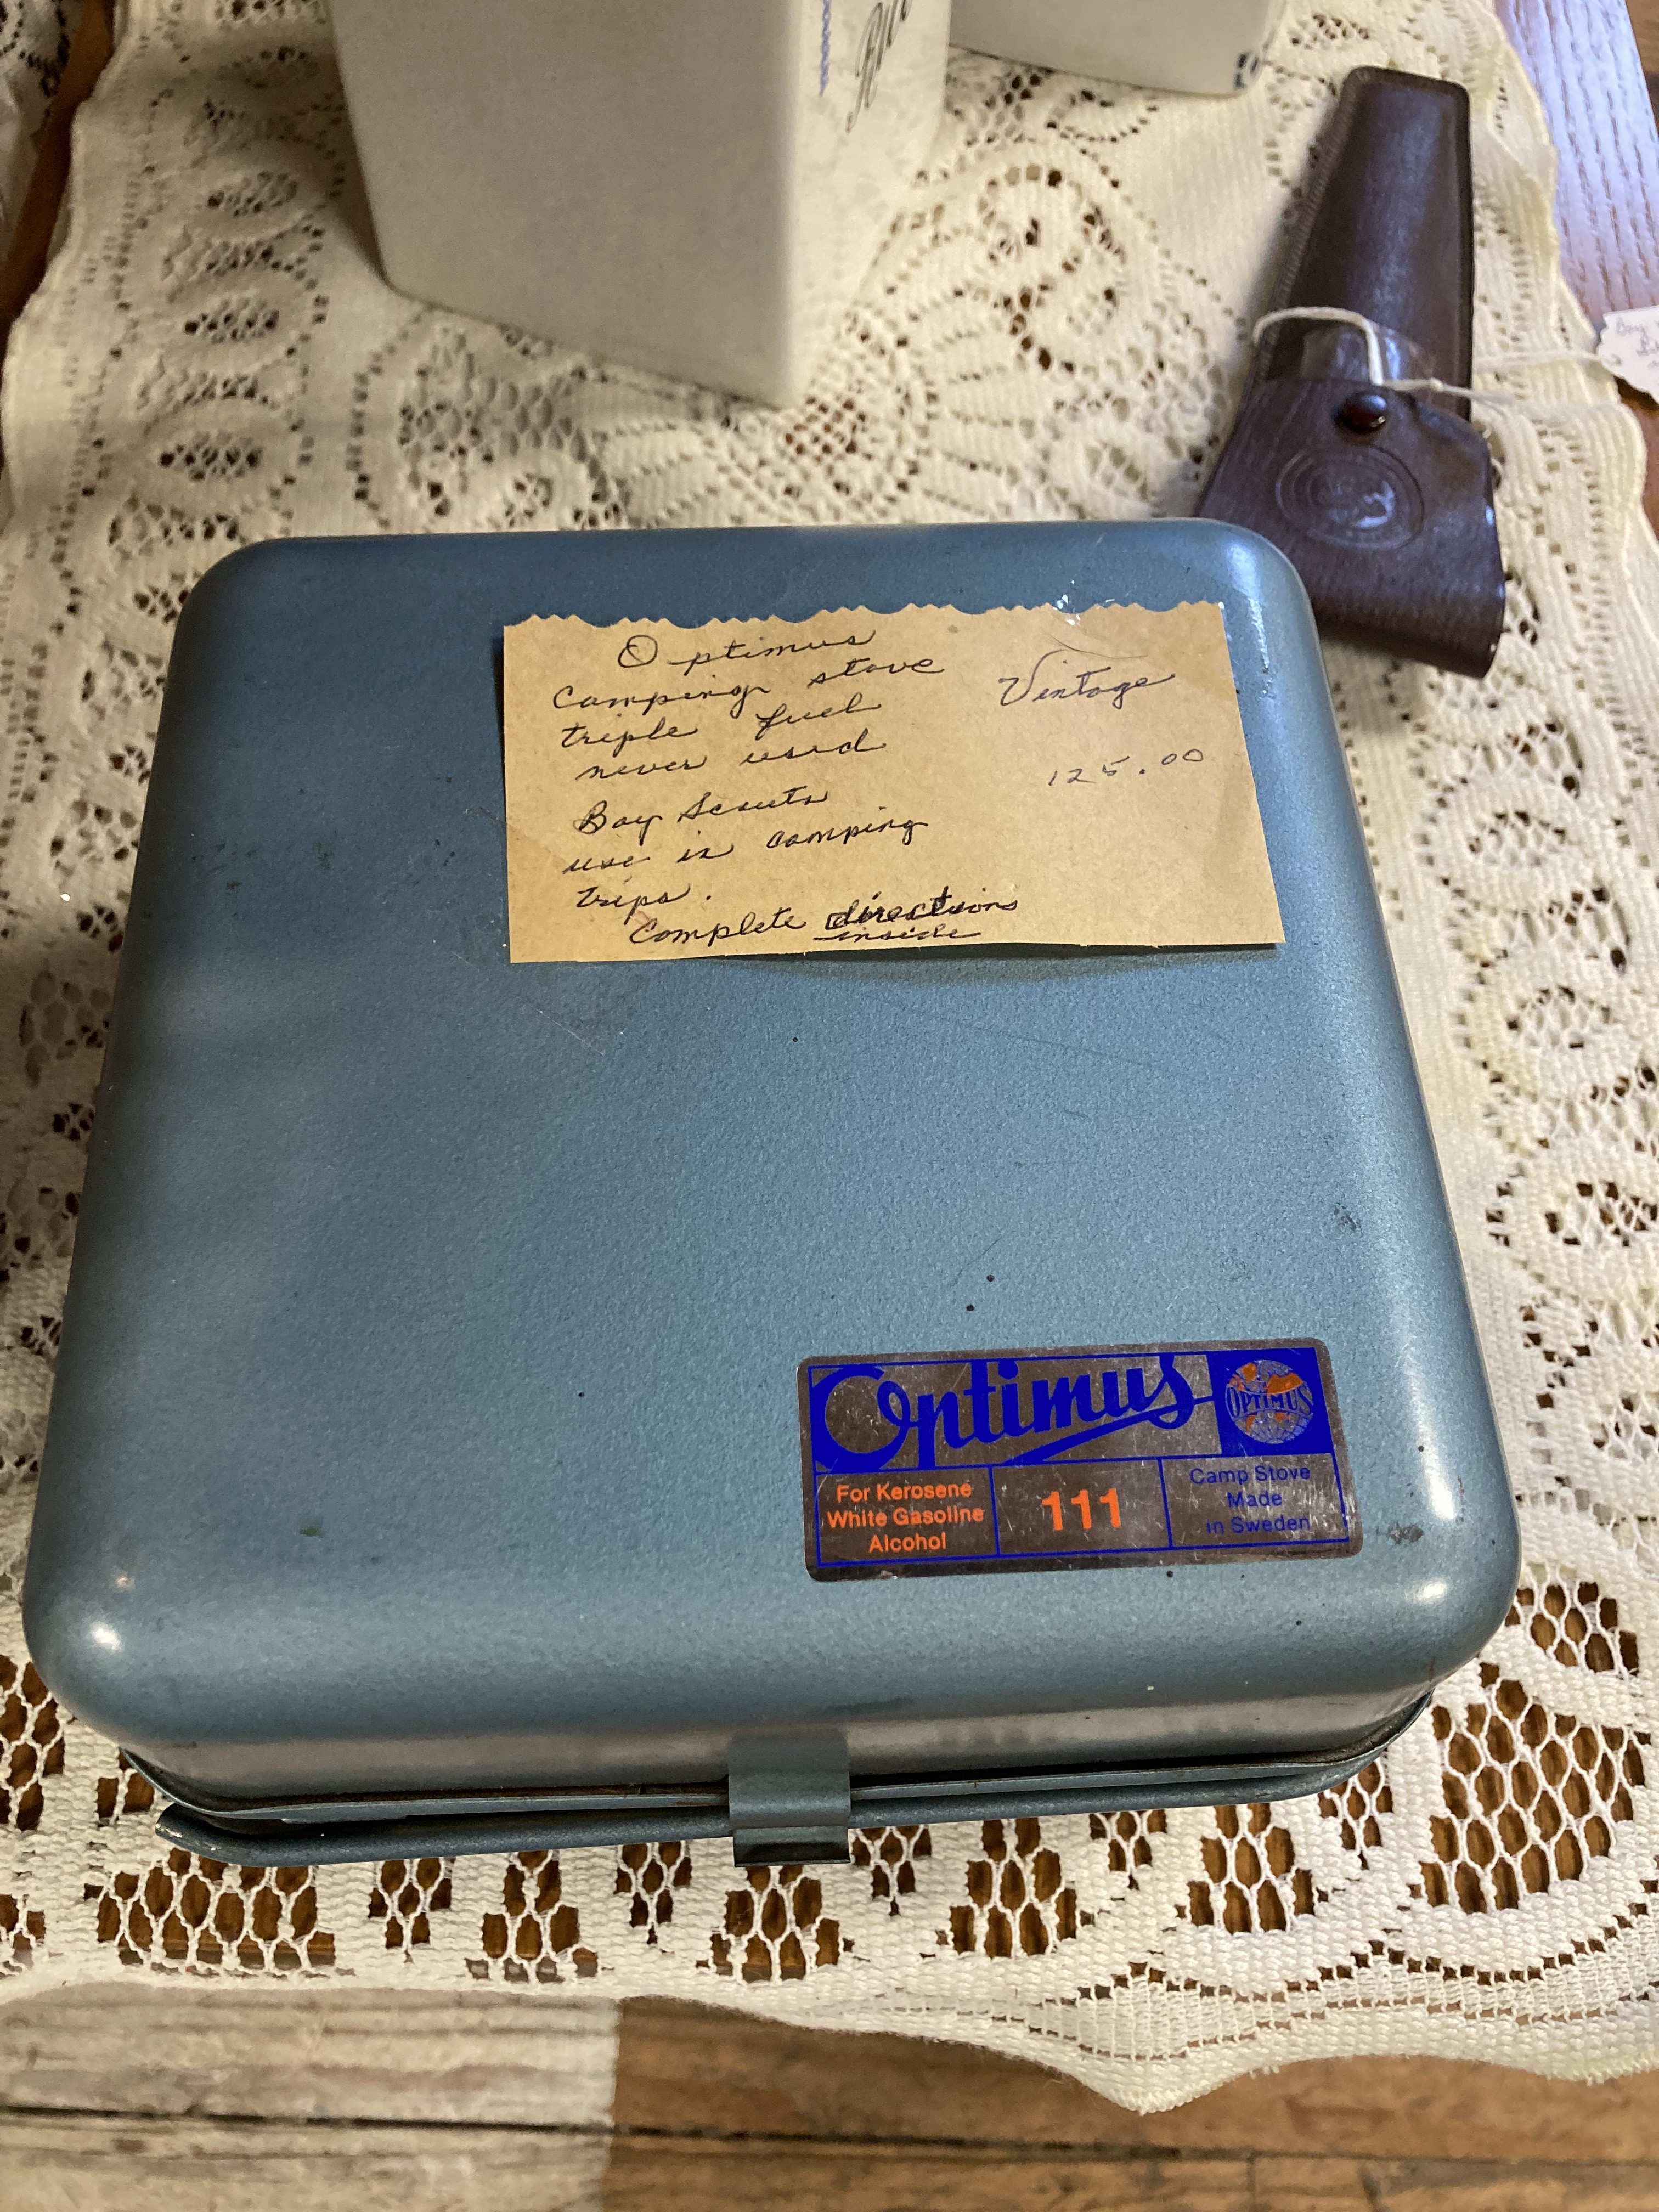 Optimus
camping stove
triple fuel
never used
Boy Scouts
use in camping
trips.
Complete directions
inside
Vintage
125.00
Optimus
OPTIMUS
For Kerosene
White Gasoline
Alcohol
111
Camp Stove
Made
in Sweden
Boy